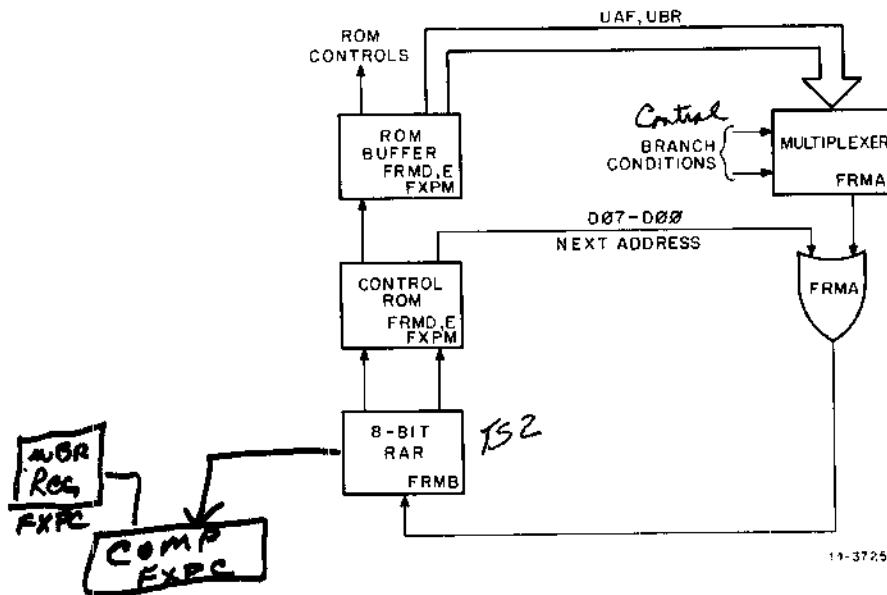 UAF, UBR
ROM
CONTROLS
ROM
BUFFER
FRMD, E
FXPM
Control
BRANCH
CONDITIONS
MULTIPLEXER
FRMA
D07-D00
NEXT ADDRESS
CONTROL
ROM
FRMD, E
FXPM
FRMA
8-BIT
RAR
FRMB
TS2
REG
FXPC
COMP
FXPC
11-3725